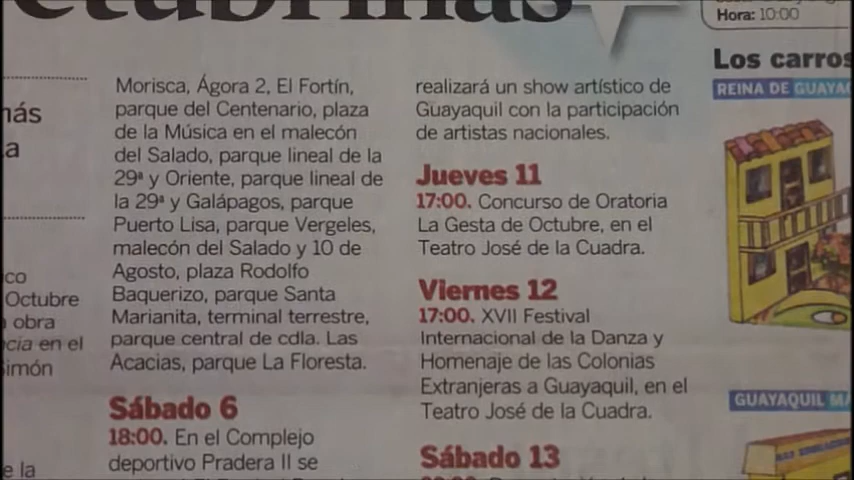 Hora: 10:00
más
co
Octubre
obra
en el
imón
e la
Morisca, Ágora 2, El Fortín,
parque del Centenario, plaza
de la Música en el malecón
del Salado, parque lineal de la
29ª y Oriente, parque lineal de
la 29ª y Galápagos, parque
Puerto Lisa, parque Vergeles,
malecón del Salado y 10 de
Agosto, plaza Rodolfo
Baquerizo, parque Santa
Marianita, terminal terrestre,
parque central de cdla. Las
Acacias, parque La Floresta.
Sábado 6
18:00. En el Complejo
deportivo Pradera II se
realizará un show artístico de
Guayaquil con la participación
de artistas nacionales.
Jueves 11
17:00. Concurso de Oratoria
La Gesta de Octubre, en el
Teatro José de la Cuadra.
Viernes 12
17:00. XVII Festival
Internacional de la Danza y
Homenaje de las Colonias
Extranjeras a Guayaquil, en el
Teatro José de la Cuadra.
Sábado 13
Los carros
REINA DE GUAYAQ
GUAYAQUIL MÁ